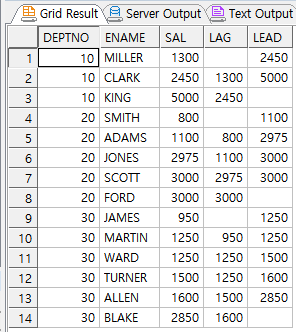 Grid Result Server Output Text Output
DEPTNO ENAME SAL LAG LEAD
1 10 MILLER 1300 2450
2 10 CLARK 2450 1300 5000
3 10 KING 5000 2450
4 20 SMITH 800 1100
5 20 ADAMS 1100 800 2975
6 20 JONES 2975 1100 3000
7 20 SCOTT 3000 2975 3000
8 20 FORD 3000 3000
9 30 JAMES 950 1250
10 30 MARTIN 1250 950 1250
11 30 WARD 1250 1250 1500
12 30 TURNER 1500 1250 1600
13 30 ALLEN 1600 1500 2850
14 30 BLAKE 2850 1600